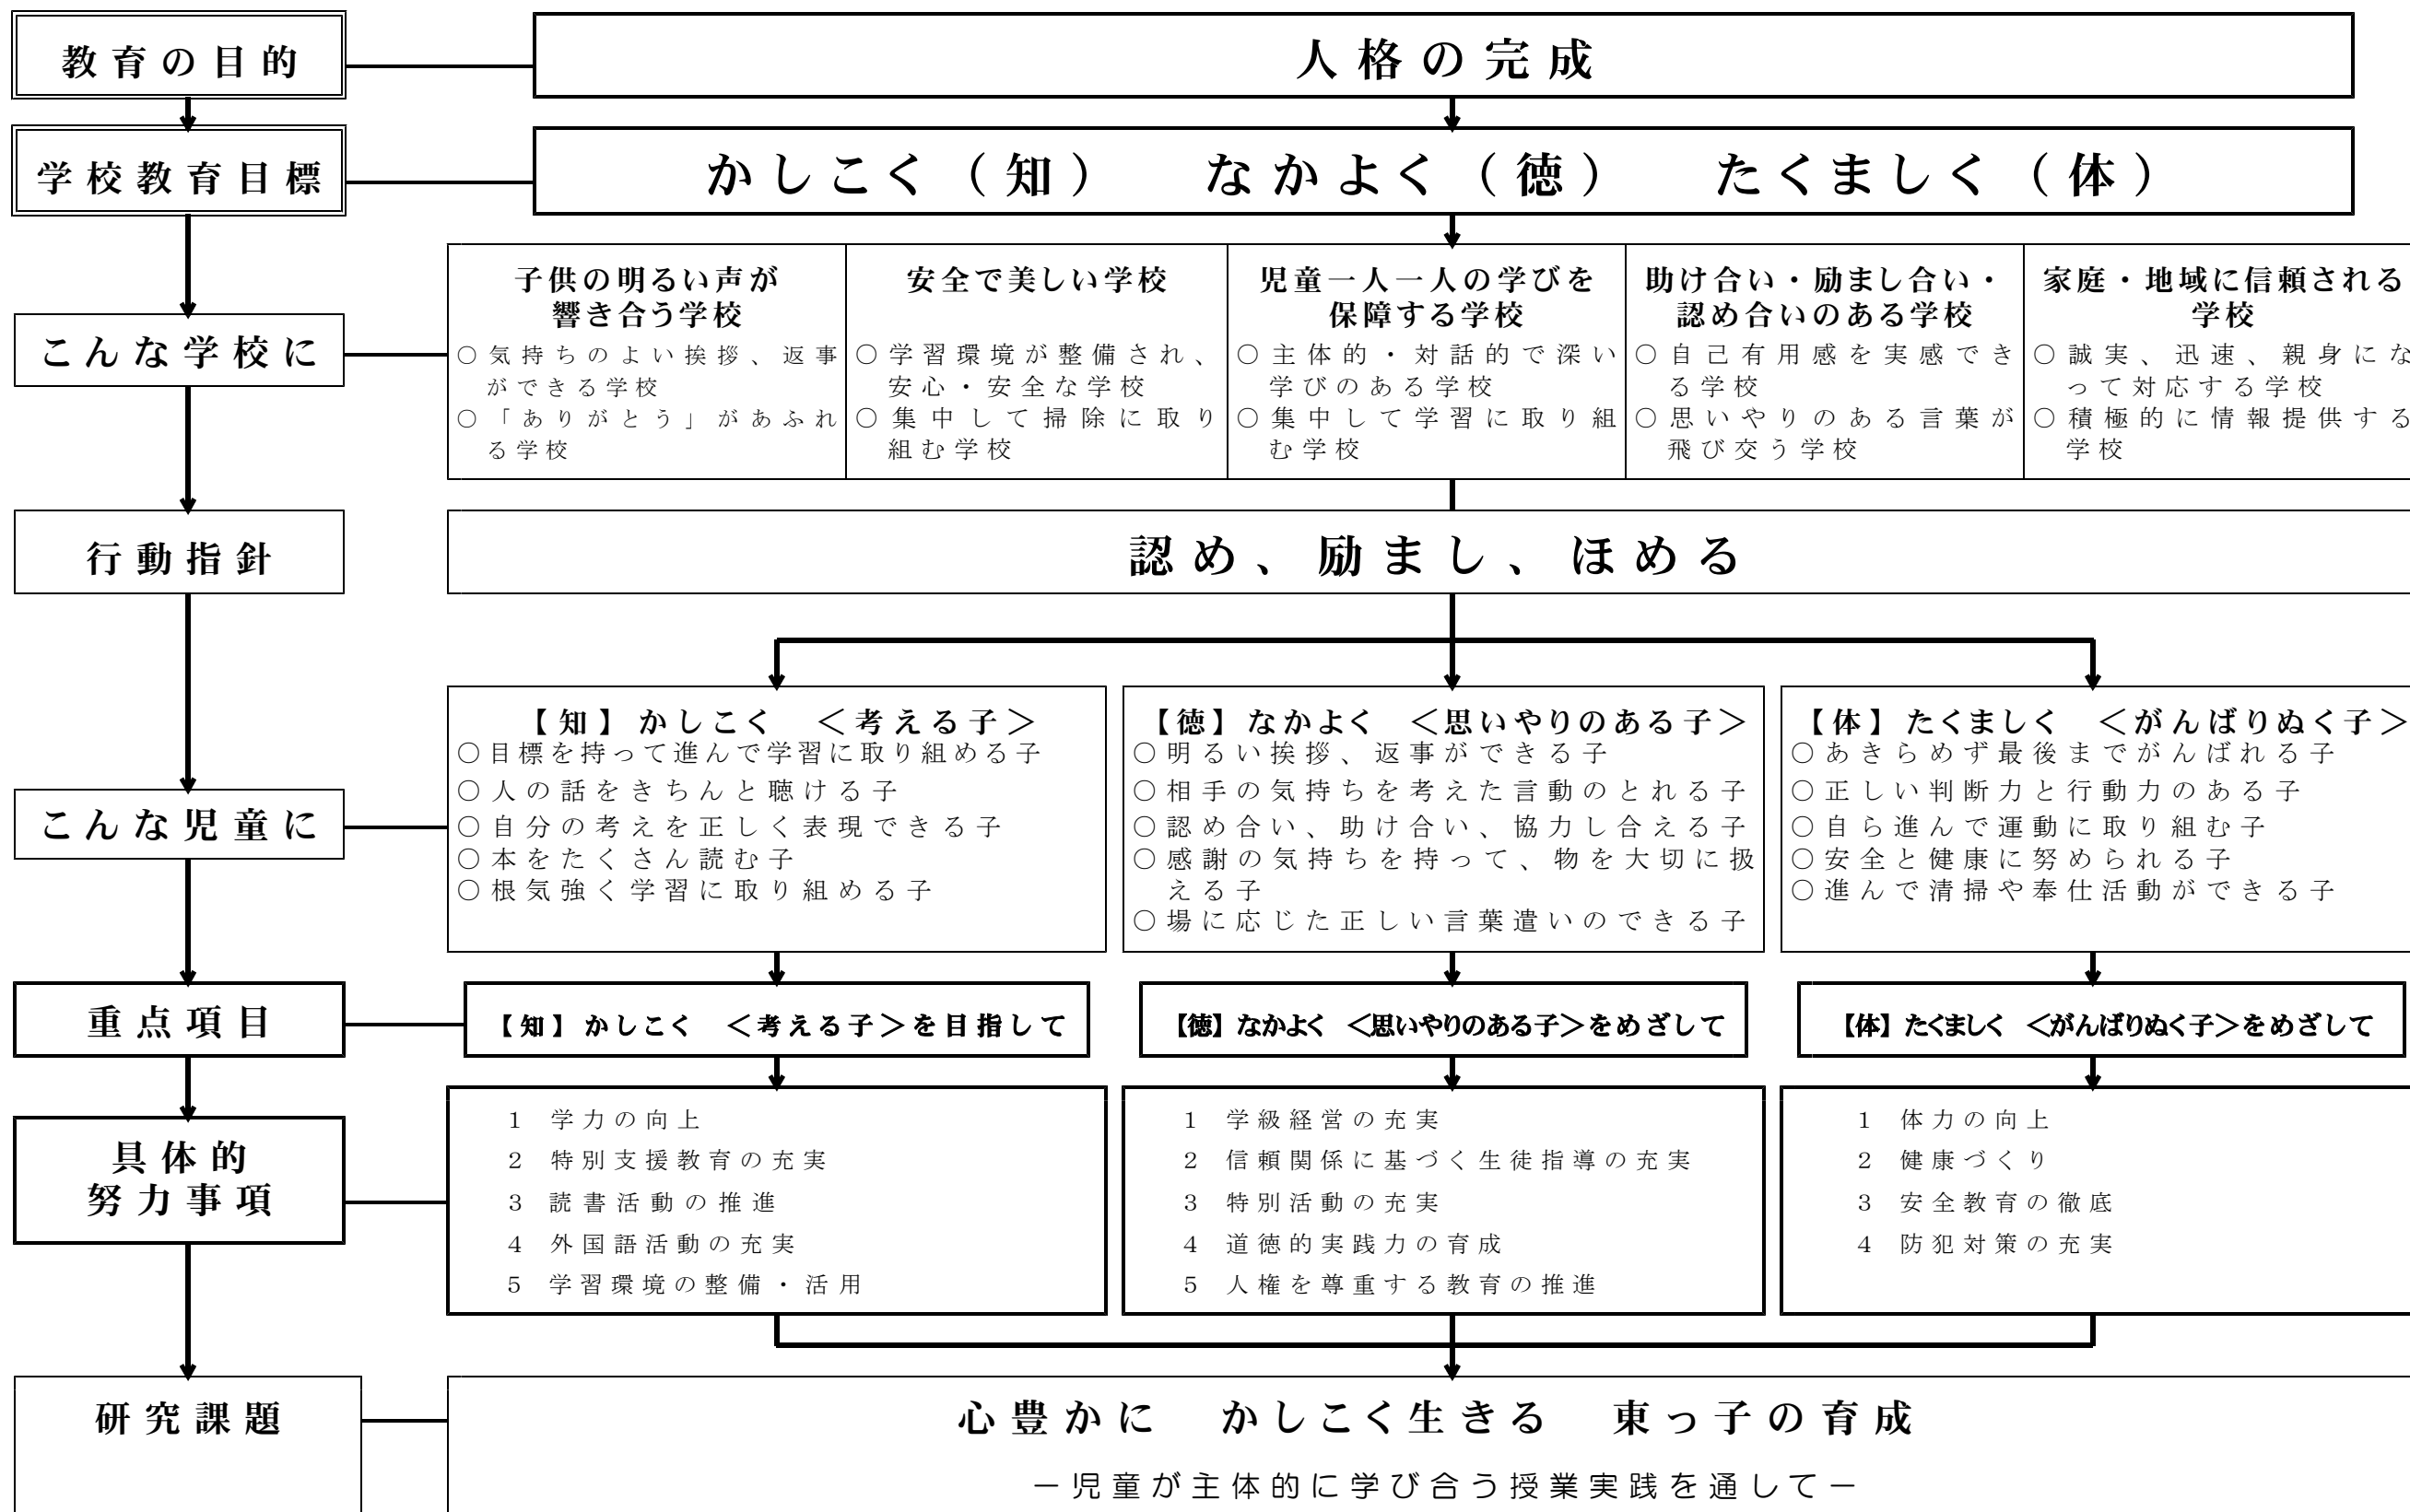 教育の目的
人格の完成
学校教育目標
かしこく（知）　なかよく（徳）　たくましく（体）
こんな学校に
子供の明るい声が
響き合う学校
○気持ちのよい挨拶、返事
ができる学校
○「ありがとう」があふれ
る学校
安全で美しい学校
○学習環境が整備され、
安心・安全な学校
○集中して掃除に取り
組む学校
児童一人一人の学びを
保障する学校
○主体的・対話的で深い
学びのある学校
○集中して学習に取り組
む学校
助け合い・励まし合い・
認め合いのある学校
○自己有用感を実感でき
る学校
○思いやりのある言葉が
飛び交う学校
家庭・地域に信頼される
学校
○誠実、迅速、親身にな
って対応する学校
○積極的に情報提供する
学校
行動指針
認め、励まし、ほめる
こんな児童に
【知】かしこく　＜考える子＞
○目標を持って進んで学習に取り組める子
○人の話をきちんと聴ける子
○自分の考えを正しく表現できる子
○本をたくさん読む子
○根気強く学習に取り組める子
【徳】なかよく　＜思いやりのある子＞
○明るい挨拶、返事ができる子
○相手の気持ちを考えた言動のとれる子
○認め合い、助け合い、協力し合える子
○感謝の気持ちを持って、物を大切に扱
える子
○場に応じた正しい言葉遣いのできる子
【体】たくましく　＜がんばりぬく子＞
○あきらめず最後までがんばれる子
○正しい判断力と行動力のある子
○自ら進んで運動に取り組む子
○安全と健康に努められる子
○進んで清掃や奉仕活動ができる子
重点項目
【知】かしこく　＜考える子＞を目指して
【徳】なかよく　＜思いやりのある子＞をめざして
【体】たくましく　＜がんばりぬく子＞をめざして
具体的
努力事項
1　学力の向上
2　特別支援教育の充実
3　読書活動の推進
4　外国語活動の充実
5　学習環境の整備・活用
1　学級経営の充実
2　信頼関係に基づく生徒指導の充実
3　特別活動の充実
4　道徳的実践力の育成
5　人権を尊重する教育の推進
1　体力の向上
2　健康づくり
3　安全教育の徹底
4　防犯対策の充実
研究課題
心豊かに　かしこく生きる　東っ子の育成
－児童が主体的に学び合う授業実践を通して－